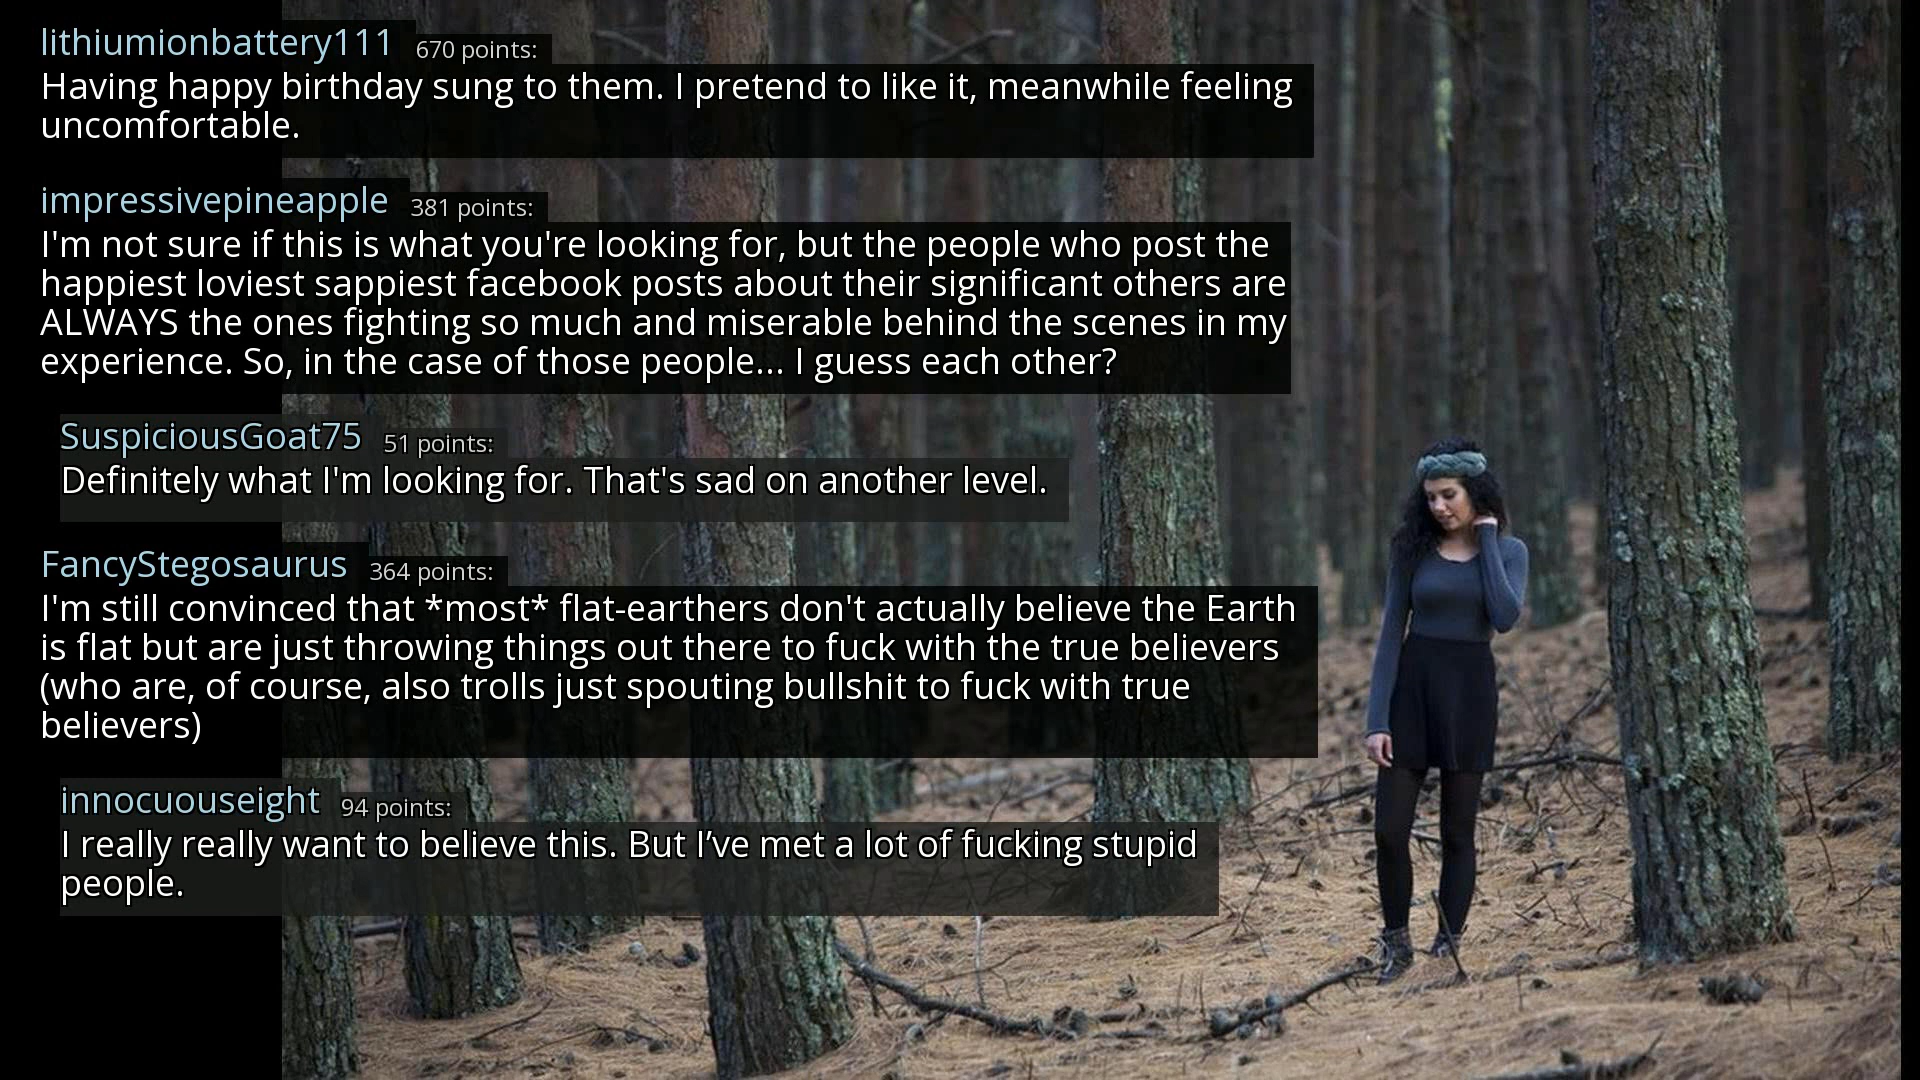 lithiumionbattery111 670 points:
Having happy birthday sung to them. I pretend to like it, meanwhile feeling
uncomfortable.
impressivepineapple 381 points:
I'm not sure if this is what you're looking for, but the people who post the
happiest loviest sappiest facebook posts about their significant others are
ALWAYS the ones fighting so much and miserable behind the scenes in my
experience. So, in the case of those people... I guess each other?
SuspiciousGoat75 51 points:
Definitely what I'm looking for. That's sad on another level.
FancyStegosaurus 364 points:
I'm still convinced that *most* flat-earthers don't actually believe the Earth
is flat but are just throwing things out there to fuck with the true believers
(who are, of course, also trolls just spouting bullshit to fuck with true
believers)
innocuouseight 94 points:
I really really want to believe this. But I’ve met a lot of fucking stupid
people.